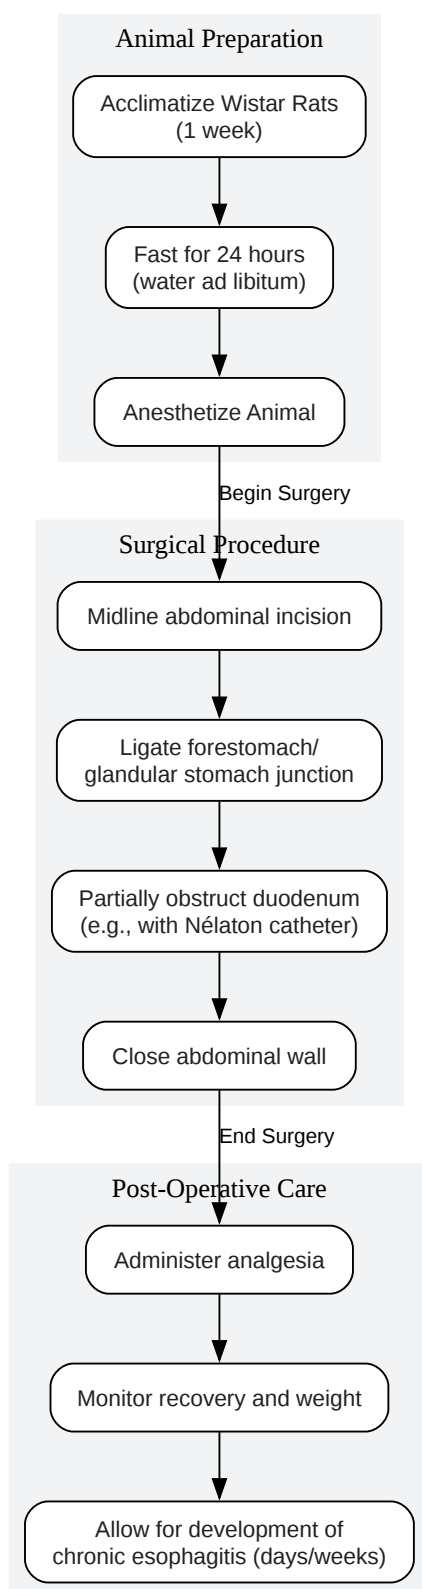 Animal Preparation
Acclimatize Wistar Rats
(1 week)
Fast for 24 hours
(water ad libitum)
Anesthetize Animal
Begin Surgery
Surgical Procedure
Midline abdominal incision
Ligate forestomach/
glandular stomach junction
Partially obstruct duodenum
(e.g., with Nélaton catheter)
Close abdominal wall
End Surgery
Post-Operative Care
Administer analgesia
Monitor recovery and weight
Allow for development of
chronic esophagitis (days/weeks)